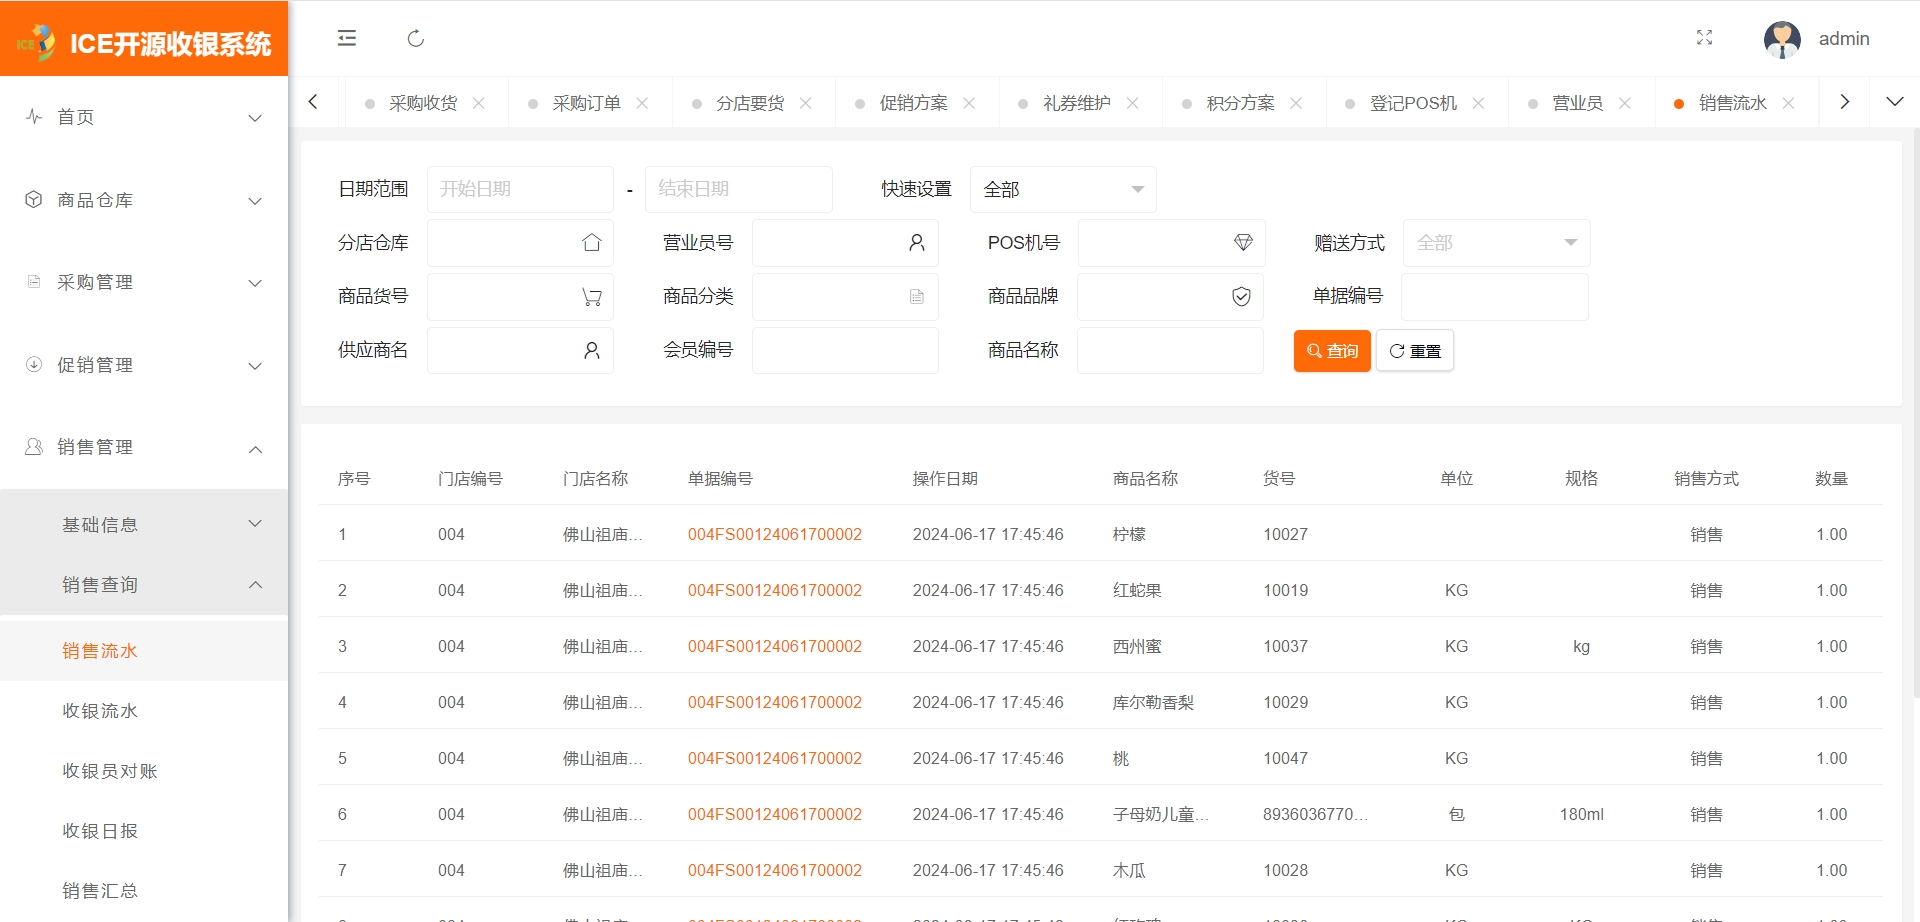 ICE开源收银系统
admin
采购收货
采购订单
分店要货
促销方案
礼券维护
积分方案
登记POS机
营业员
销售流水
首页
商品仓库
采购管理
促销管理
销售管理
基础信息
销售查询
销售流水
收银流水
收银员对账
收银日报
销售汇总
日期范围 开始日期 - 结束日期 快速设置 全部
分店仓库 营业员号 POS机号 赠送方式 全部
商品货号 商品分类 商品品牌 单据编号
供应商名 会员编号 商品名称 查询 重置
序号 门店编号 门店名称 单据编号 操作日期 商品名称 货号 单位 规格 销售方式 数量
1 004 佛山祖庙... 004FS00124061700002 2024-06-17 17:45:46 柠檬 10027 销售 1.00
2 004 佛山祖庙... 004FS00124061700002 2024-06-17 17:45:46 红蛇果 10019 KG 销售 1.00
3 004 佛山祖庙... 004FS00124061700002 2024-06-17 17:45:46 西州蜜 10037 KG kg 销售 1.00
4 004 佛山祖庙... 004FS00124061700002 2024-06-17 17:45:46 库尔勒香梨 10029 KG 销售 1.00
5 004 佛山祖庙... 004FS00124061700002 2024-06-17 17:45:46 桃 10047 KG 销售 1.00
6 004 佛山祖庙... 004FS00124061700002 2024-06-17 17:45:46 子母奶儿童... 8936036770... 包 180ml 销售 1.00
7 004 佛山祖庙... 004FS00124061700002 2024-06-17 17:45:46 木瓜 10028 KG 销售 1.00